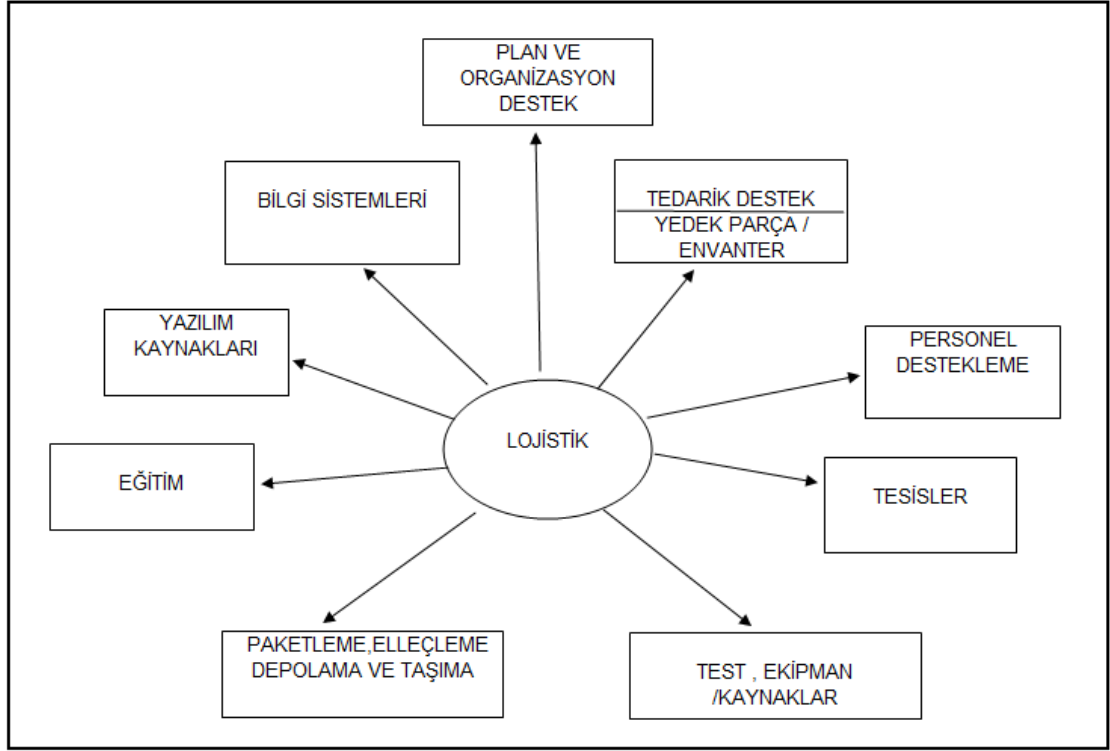 PLAN VE
ORGANİZASYON
DESTEK
BİLGİ SİSTEMLERİ
TEDARİK DESTEK
YEDEK PARÇA /
ENVANTER
YAZILIM
KAYNAKLARI
PERSONEL
DESTEKLEME
LOJİSTİK
EĞİTİM
TESİSLER
PAKETLEME,ELLEÇLEME
DEPOLAMA VE TAŞIMA
TEST , EKİPMAN
/KAYNAKLAR